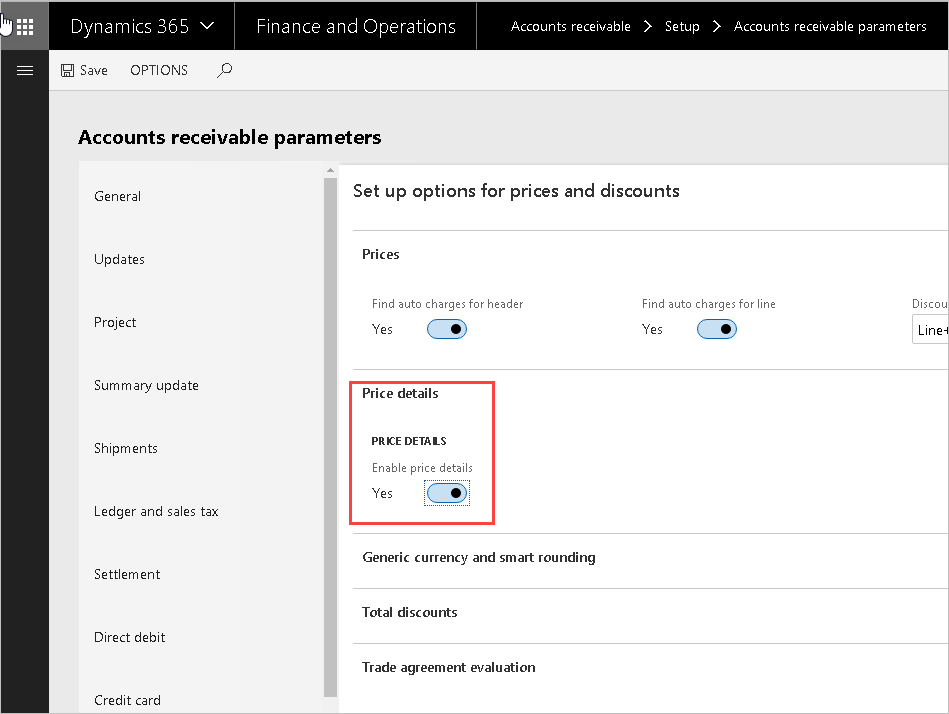 Dynamics 365 Finance and Operations Accounts receivable Setup Accounts receivable parameters
Save OPTIONS
Accounts receivable parameters
General
Updates
Project
Summary update
Shipments
Ledger and sales tax
Settlement
Direct debit
Credit card
Set up options for prices and discounts
Prices
Find auto charges for header Find auto charges for line Discou
Yes Yes Line+
Price details
PRICE DETAILS
Enable price details
Yes
Generic currency and smart rounding
Total discounts
Trade agreement evaluation